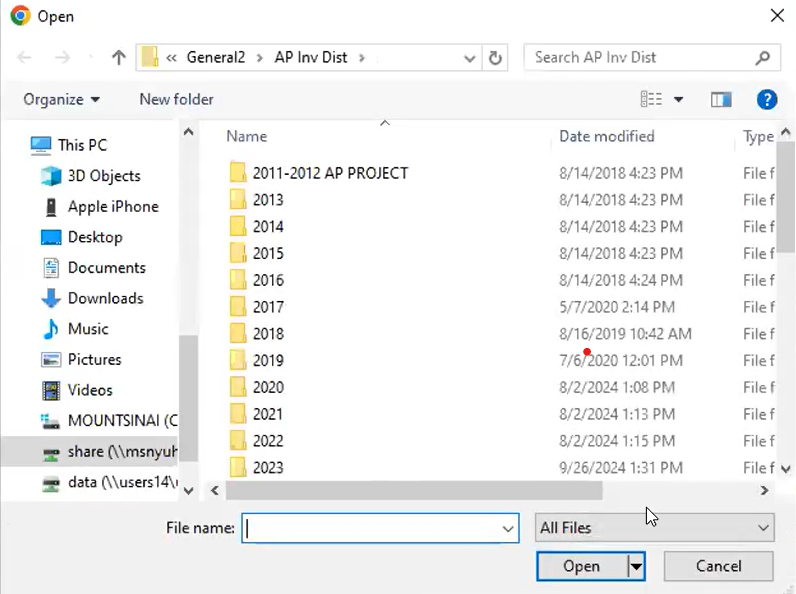 Open
« General2 > AP Inv Dist >
Search AP Inv Dist
Organize
New folder
?
This PC
3D Objects
Apple iPhone
Desktop
Documents
Downloads
Music
Pictures
Videos
MOUNTSINAI (C
share (\\msnyuh
data (\\users14\
Name Date modified Type
2011-2012 AP PROJECT 8/14/2018 4:23 PM File f
2013 8/14/2018 4:23 PM File f
2014 8/14/2018 4:23 PM File f
2015 8/14/2018 4:23 PM File f
2016 8/14/2018 4:24 PM File f
2017 5/7/2020 2:14 PM File f
2018 8/16/2019 10:42 AM File f
2019 7/6/2020 12:01 PM File f
2020 8/2/2024 1:08 PM File f
2021 8/2/2024 1:13 PM File f
2022 8/2/2024 1:15 PM File f
2023 9/26/2024 1:31 PM File f
File name:
All Files
Open
Cancel